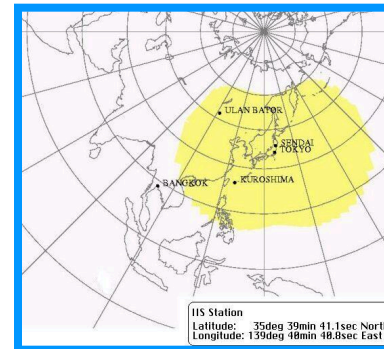 ULAN BATOR
SENDAI
TOKYO
BANGKOK
KUROSHIMA
IIS Station
Latitude: 35deg 39min 41.1sec North
Longitude: 139deg 40min 40.8sec East